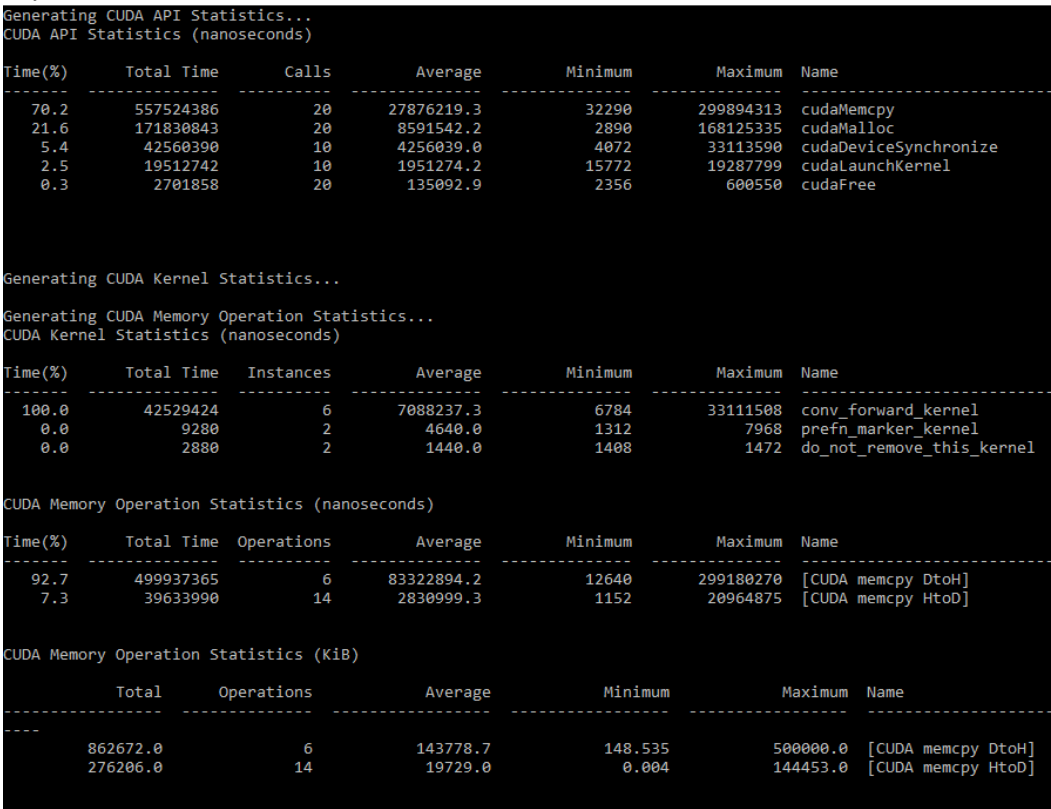 Generating CUDA API Statistics...
CUDA API Statistics (nanoseconds)
Time(%) Total Time Calls Average Minimum Maximum Name
------- -------------- ---------- -------------- -------------- -------------- ---------------------------
70.2 557524386 20 27876219.3 32290 299894313 cudaMemcpy
21.6 171830843 20 8591542.2 2890 168125335 cudaMalloc
5.4 42560390 10 4256039.0 4072 33113590 cudaDeviceSynchronize
2.5 19512742 10 1951274.2 15772 19287799 cudaLaunchKernel
0.3 2701858 20 135092.9 2356 600550 cudaFree
Generating CUDA Kernel Statistics...
Generating CUDA Memory Operation Statistics...
CUDA Kernel Statistics (nanoseconds)
Time(%) Total Time Instances Average Minimum Maximum Name
------- -------------- ---------- -------------- -------------- -------------- ---------------------------
100.0 42529424 6 7088237.3 6784 33111508 conv_forward_kernel
0.0 9280 2 4640.0 1312 7968 prefn_marker_kernel
0.0 2880 2 1440.0 1408 1472 do_not_remove_this_kernel
CUDA Memory Operation Statistics (nanoseconds)
Time(%) Total Time Operations Average Minimum Maximum Name
------- -------------- ---------- -------------- -------------- -------------- ---------------------------
92.7 499937365 6 83322894.2 12640 299180270 [CUDA memcpy DtoH]
7.3 39633990 14 2830999.3 1152 20964875 [CUDA memcpy HtoD]
CUDA Memory Operation Statistics (KiB)
Total Operations Average Minimum Maximum Name
----------------- -------------- ----------------- ----------------- ----------------- --------------------
----
862672.0 6 143778.7 148.535 500000.0 [CUDA memcpy DtoH]
276206.0 14 19729.0 0.004 144453.0 [CUDA memcpy HtoD]